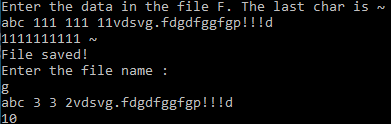 Enter the data in the file F. The last char is ~
abc 111 111 11vdsvg.fdgdfggfgp!!!d
1111111111 ~
File saved!
Enter the file name :
g
abc 3 3 2vdsvg.fdgdfggfgp!!!d
10